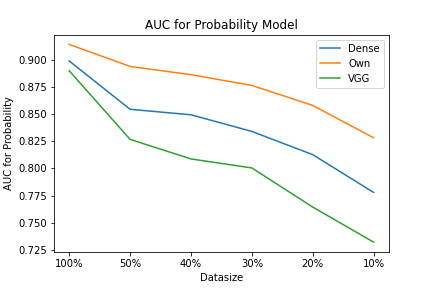 AUC for Probability Model
Dense
Own
VGG
AUC for Probability
0.900
0.875
0.850
0.825
0.800
0.775
0.750
0.725
100%
50%
40%
30%
20%
10%
Datasize